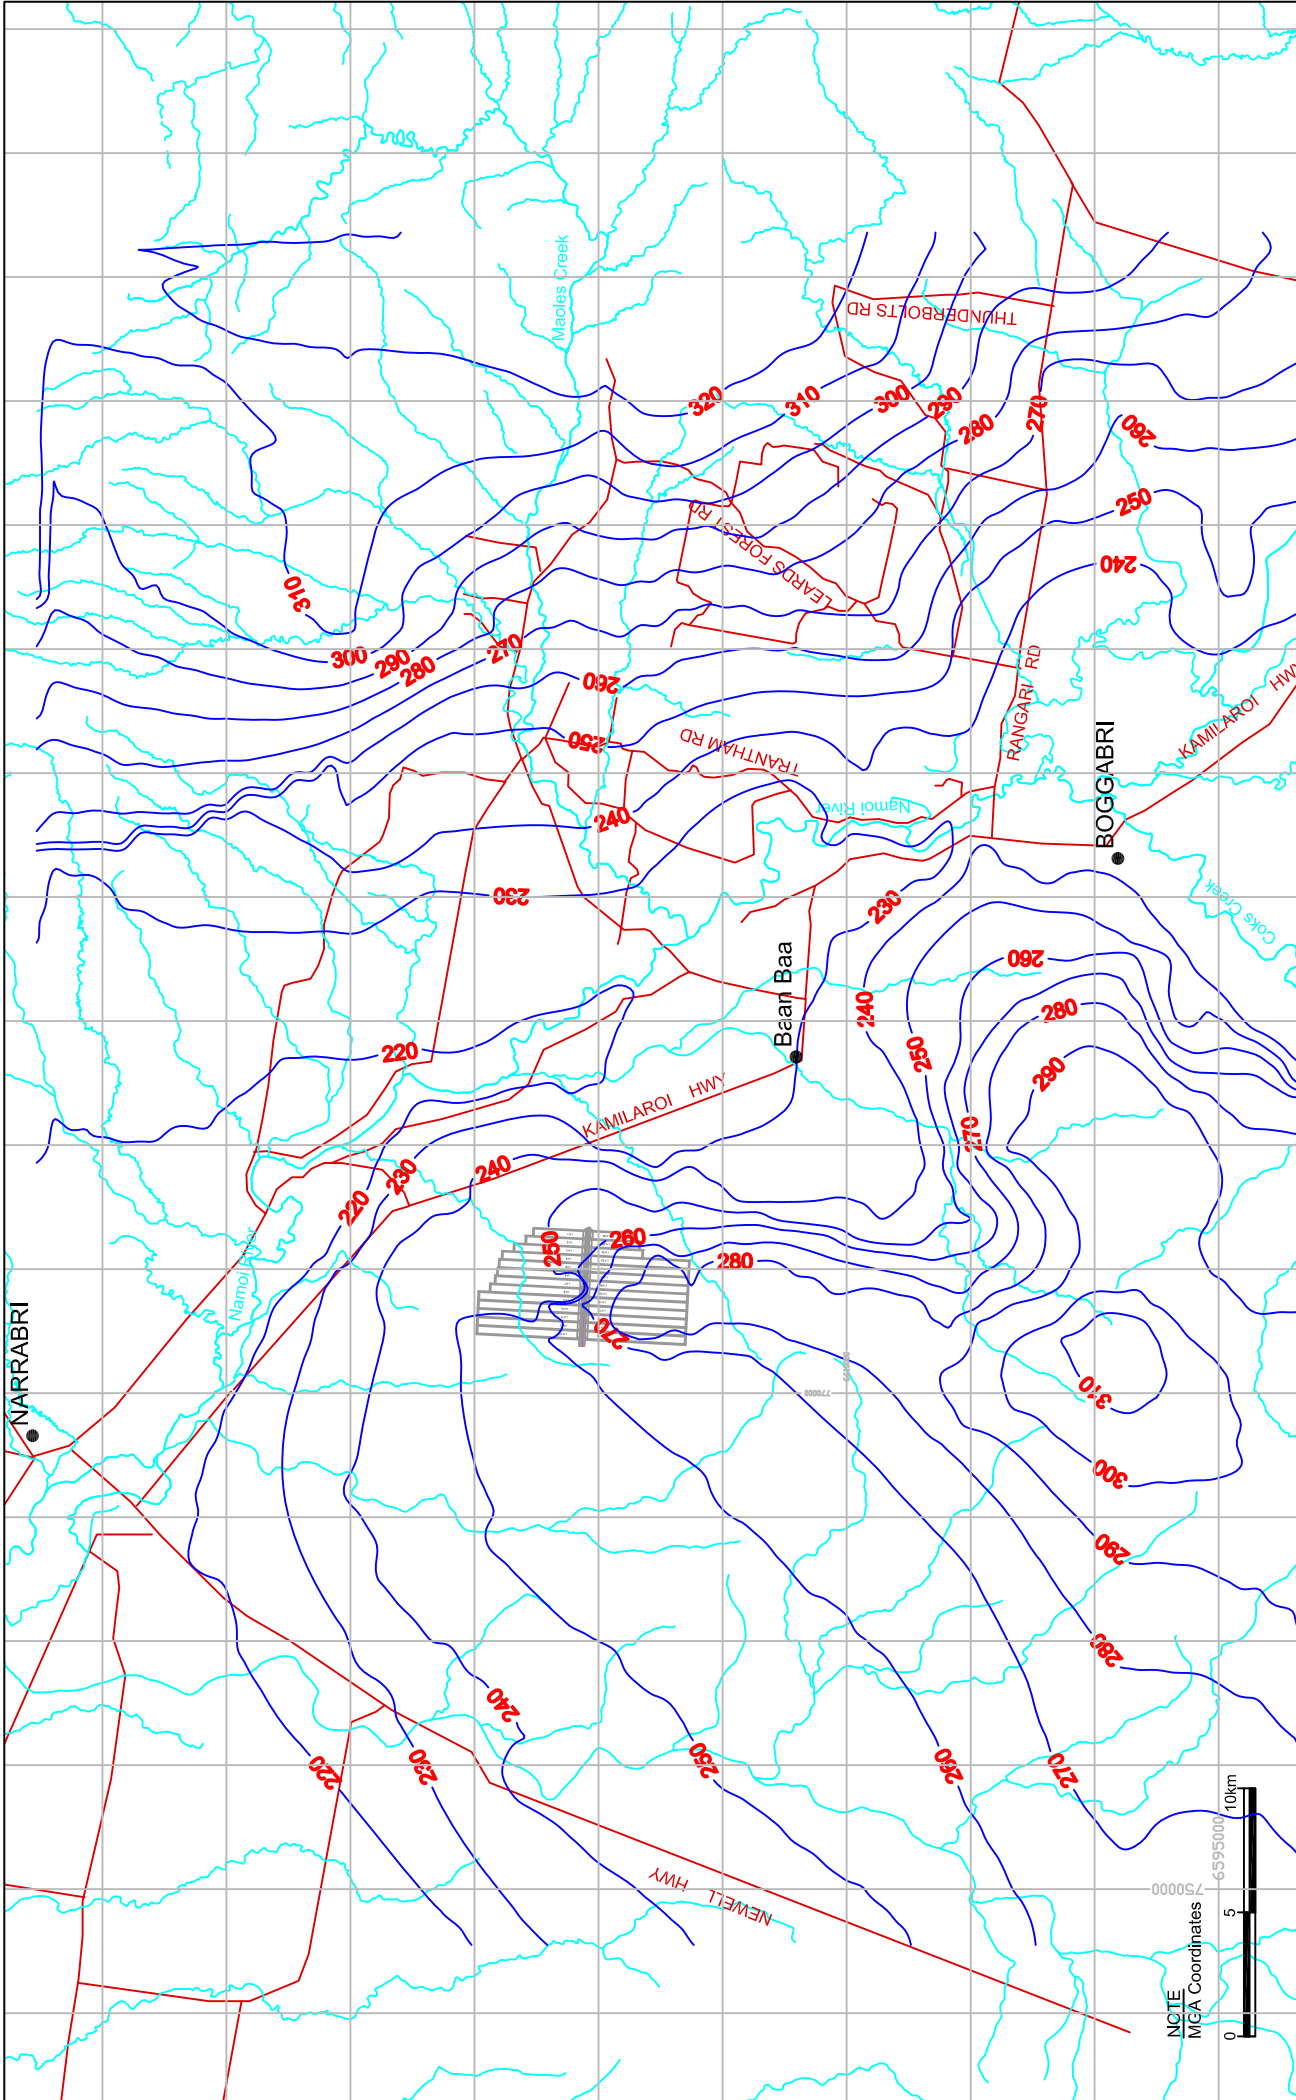 Maoles Creek
THUNDERBOLTS RD
320
310
300
290
280
270
260
250
240
LEARDS FOREST RD
310
300
290
280
270
260
250
240
230
TRANTHAM RD
RANGARI RD
KAMILAROI HWY
BOGGABRI
Namoi River
Coks Creek
230
Baan Baa
240
250
260
280
290
270
220
KAMILAROI HWY
220
230
240
250
260
280
270
Namoi River
NARRABRI
770000
310
300
290
280
270
260
250
240
230
220
NEWELL HWY
750000
6595000
NOTE
MGA Coordinates
0 5 10km